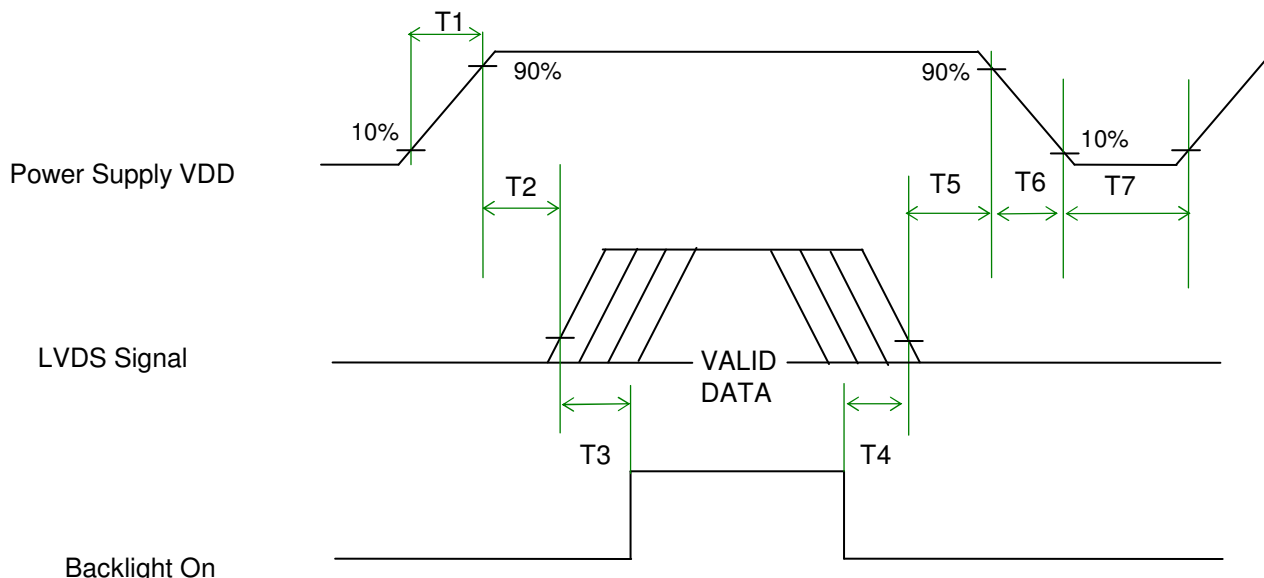 T1
90%
90%
10%
10%
Power Supply VDD
T2
T5
T6
T7
LVDS Signal
VALID
DATA
T3
T4
Backlight On